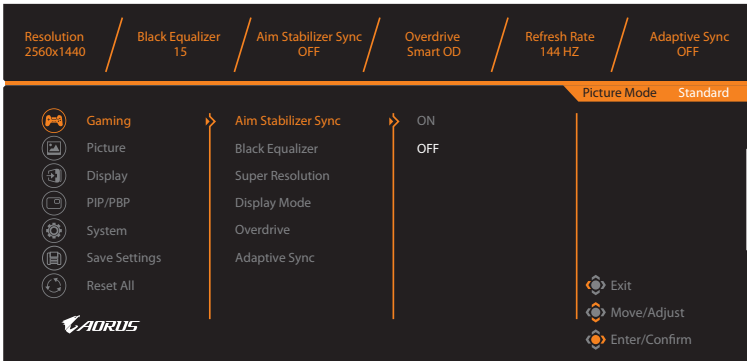 Resolution
2560x1440
Black Equalizer
15
Aim Stabilizer Sync
OFF
Overdrive
Smart OD
Refresh Rate
144 HZ
Adaptive Sync
OFF
Picture Mode Standard
Gaming
Picture
Display
PIP/PBP
System
Save Settings
Reset All
Aim Stabilizer Sync
Black Equalizer
Super Resolution
Display Mode
Overdrive
Adaptive Sync
ON
OFF
Exit
Move/Adjust
Enter/Confirm
AORUS